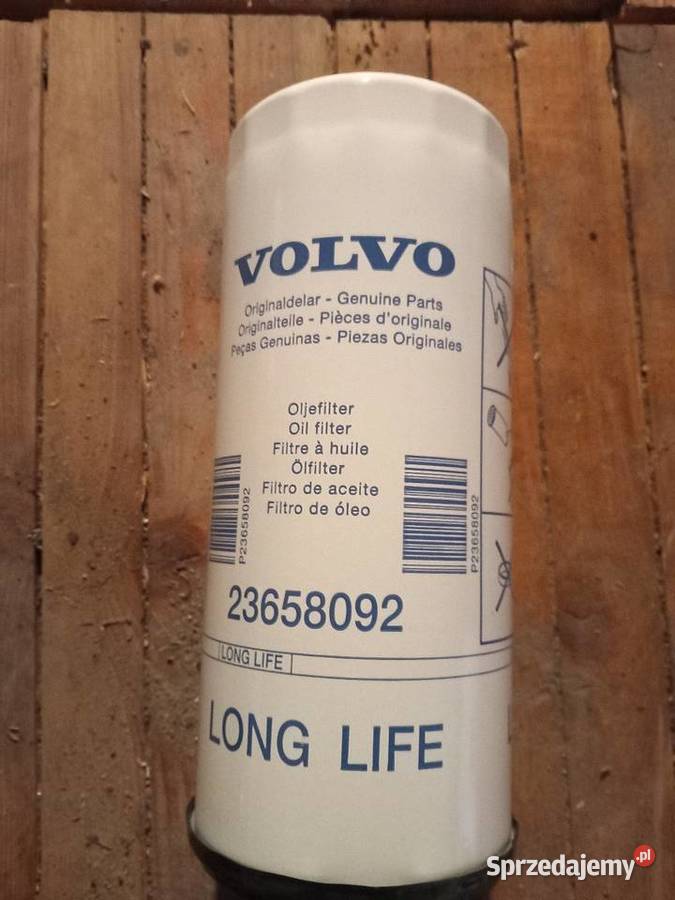 VOLVO
Originaldelar - Genuine Parts
Originalteile - Pièces d'originale
Peças Genuinas - Piezas Originales
Oljefilter
Oil filter
Filtre à huile
Ölfilter
Filtro de aceite
Filtro de óleo
P23658092
P23658092
23658092
LONG LIFE
LONG LIFE
Sprzedajemy.pl